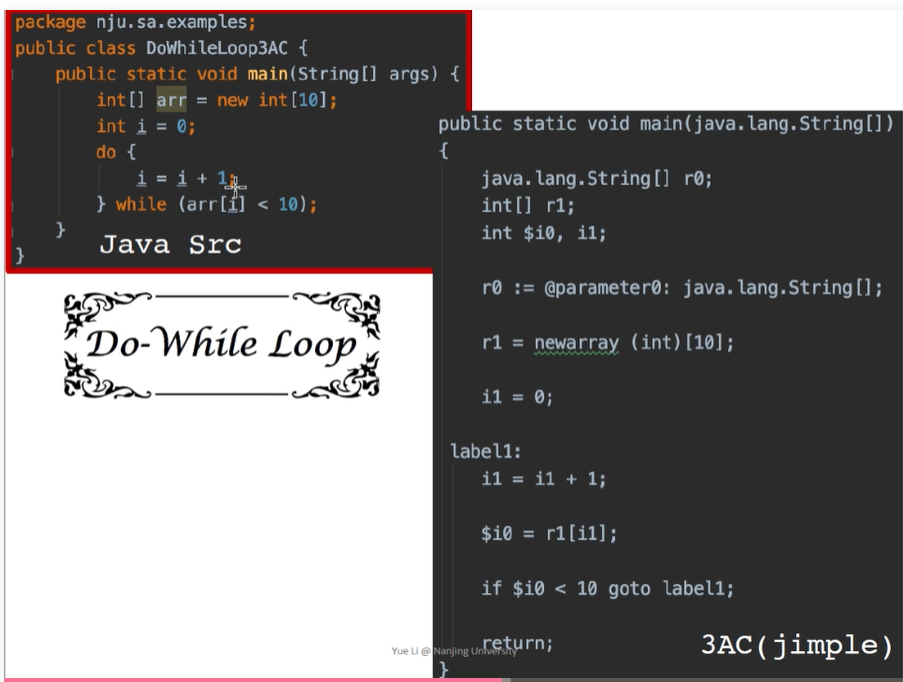 package nju.sa.examples;
public class DoWhileLoop3AC {
public static void main(String[] args) {
int[] arr = new int[10];
int i = 0;
do {
i = i + 1;
} while (arr[i] < 10);
}
}
Java Src
Do-While Loop
public static void main(java.lang.String[])
{
java.lang.String[] r0;
int[] r1;
int $i0, i1;
r0 := @parameter0: java.lang.String[];
r1 = newarray (int)[10];
i1 = 0;
label1:
i1 = i1 + 1;
$i0 = r1[i1];
if $i0 < 10 goto label1;
return;
}
3AC(jimple)
Yue Li @ Nanjing University